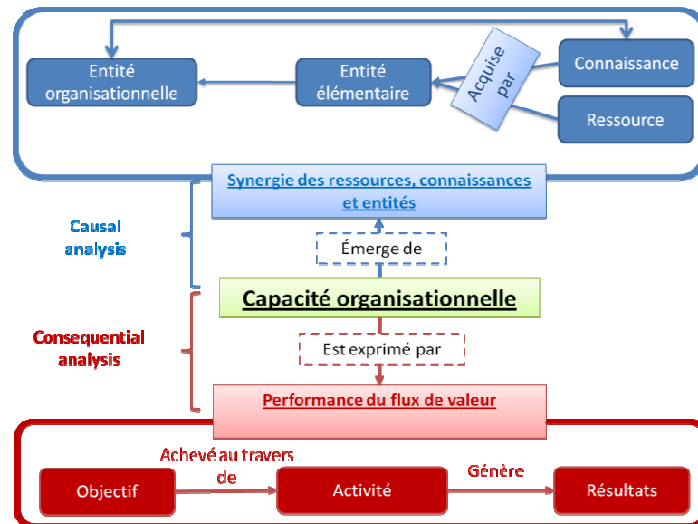 Entité
organisationnelle
Entité
élémentaire
Acquise
par
Connaissance
Ressource
Synergie des ressources, connaissances
et entités
Causal
analysis
Émerge de
Capacité organisationnelle
Consequential
analysis
Est exprimé par
Performance du flux de valeur
Objectif
Achevé au travers
de
Activité
Génère
Résultats